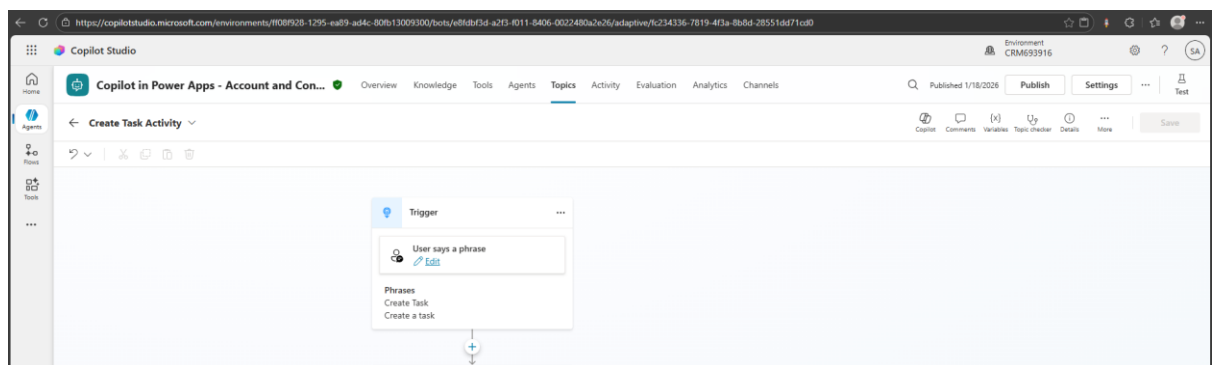 https://copilotstudio.microsoft.com/environments/ff08f928-1295-ea89-ad4c-80fb13009300/bots/e8fdbf3d-a2f3-f011-8406-0022480a2e26/adaptive/fc234336-7819-4f3a-8b8d-28551dd71cd0
Copilot Studio
Environment
CRM693916
SA
Home
Copilot in Power Apps - Account and Con...
Overview Knowledge Tools Agents Topics Activity Evaluation Analytics Channels
Published 1/18/2026 Publish Settings ... Test
Agents
Create Task Activity
Copilot Comments Variables Topic checker Details More Save
Flows
Tools
Trigger
User says a phrase
Edit
Phrases
Create Task
Create a task